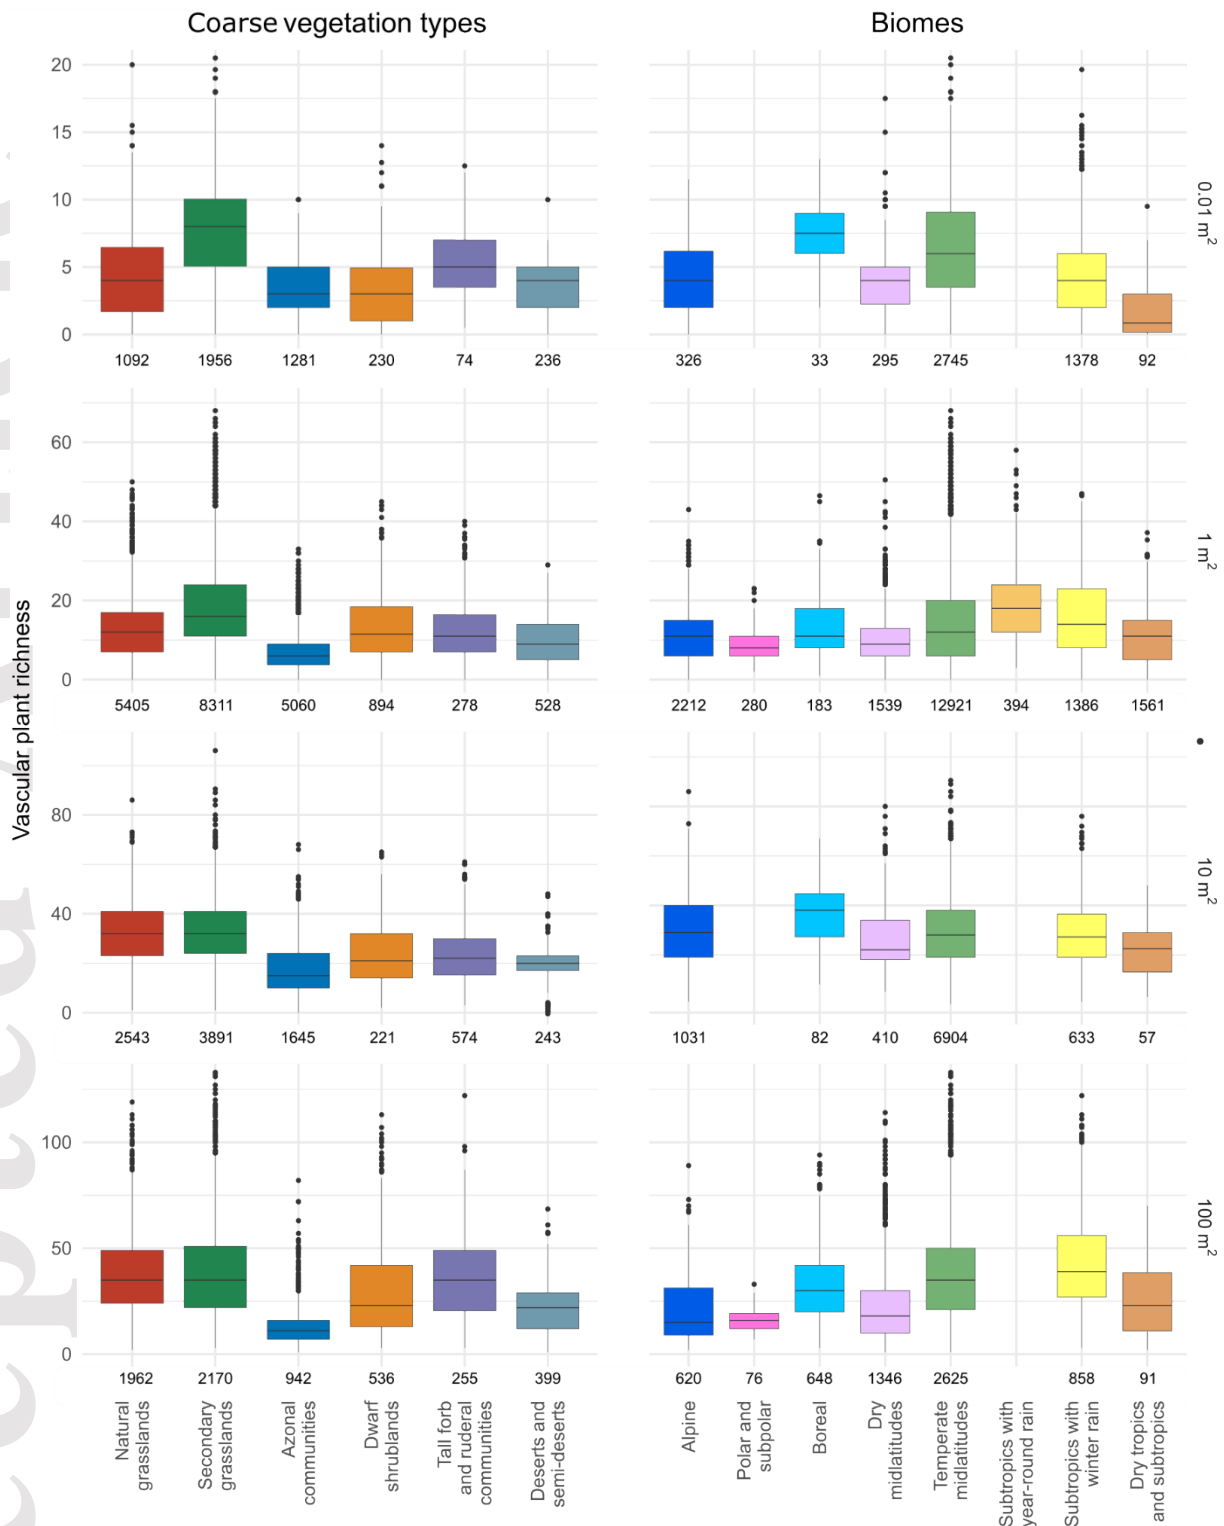 Coarse vegetation types
Biomes
Vascular plant richness
20
15
10
5
0
1092 1956 1281 230 74 236
326 33 295 2745 1378 92
0.01 m²
60
40
20
0
5405 8311 5060 894 278 528
2212 280 183 1539 12921 394 1386 1561
1 m²
80
40
0
2543 3891 1645 221 574 243
1031 82 410 6904 633 57
10 m²
100
50
0
1962 2170 942 536 255 399
620 76 648 1346 2625 858 91
100 m²
Natural
grasslands
Secondary
grasslands
Azonal
communities
Dwarf
shrublands
Tall forb
and ruderal
communities
Deserts and
semi-deserts
Alpine
Polar and
subpolar
Boreal
Dry
midlatitudes
Temperate
midlatitudes
Subtropics with
year-round rain
Subtropics with
winter rain
Dry tropics
and subtropics